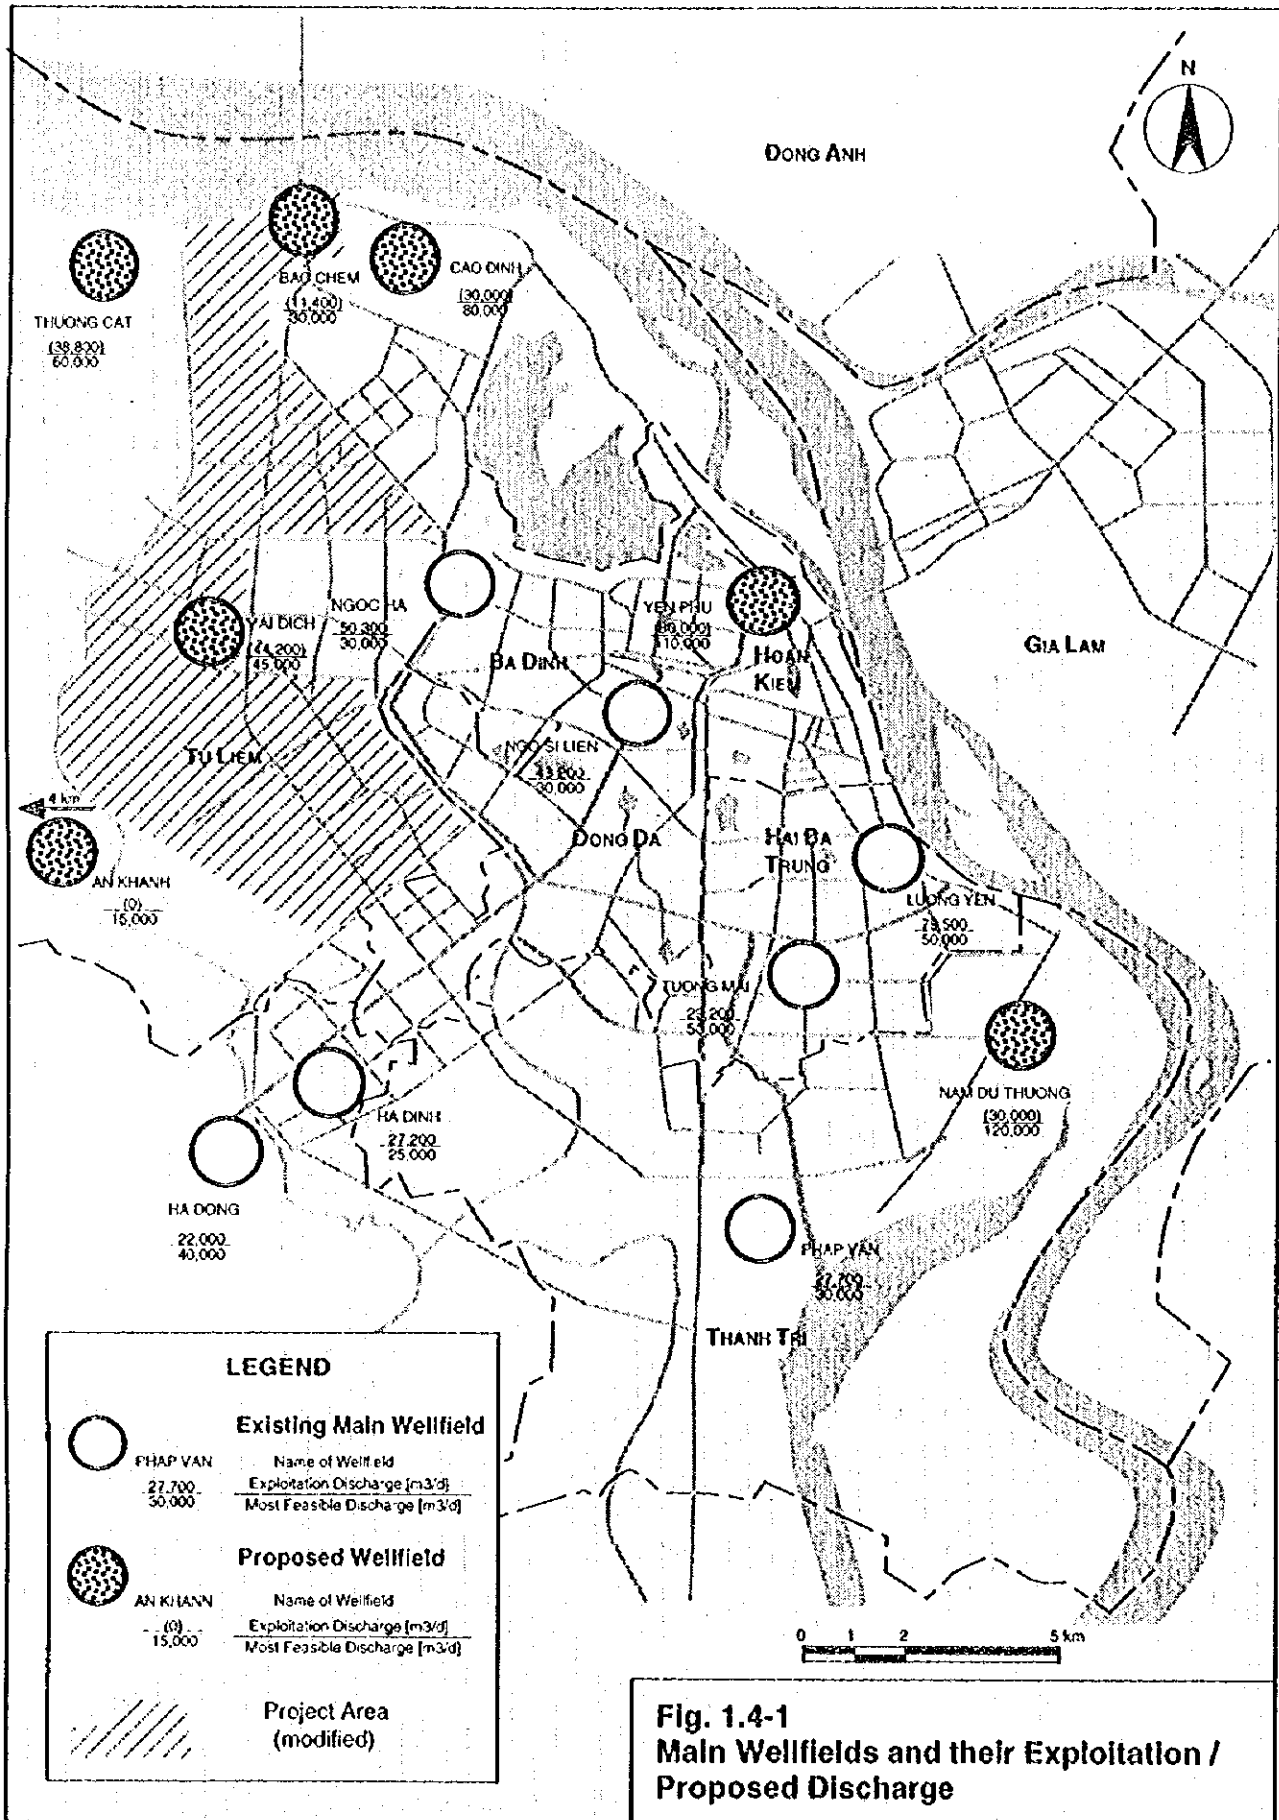 N
DONG ANH
BAO CHEM
(11,400)
30,000
CAO DINH
(30,000)
80,000
THUONG CAT
(38,800)
60,000
NGOC HA
50,300
30,000
MAI DICH
45,000
YEN PHU
(80,000)
110,000
GIA LAM
BA DINH
HOAN
KIEM
NGO SI LIEN
30,000
TU LIEM
4 km
AN KHANH
(0)
15,000
DONG DA
HAI BA
TRUNG
LUONG YEN
50,000
TUONG MAI
NAM DU THUONG
(30,000)
120,000
HA DINH
27,200
25,000
HA DONG
22,000
40,000
PHAP VAN
27,700
30,000
THANH TRI
LEGEND
Existing Main Wellfield
PHAP VAN Name of Wellfield
27,700 Exploitation Discharge [m3/d]
30,000 Most Feasible Discharge [m3/d]
Proposed Wellfield
AN KHANN Name of Wellfield
(0) Exploitation Discharge [m3/d]
15,000 Most Feasible Discharge [m3/d]
Project Area
(modified)
0 1 2 5 km
Fig. 1.4-1
Main Wellfields and their Exploitation /
Proposed Discharge